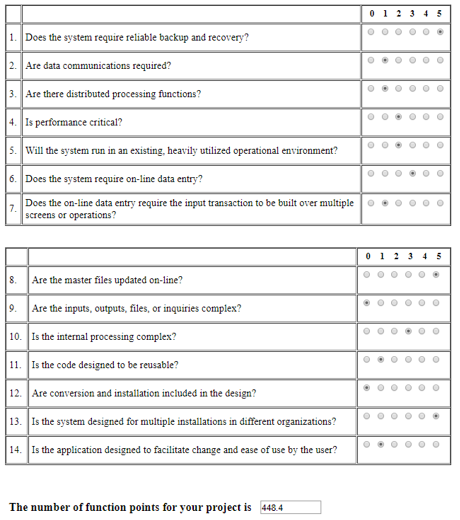 0 1 2 3 4 5
1. Does the system require reliable backup and recovery?
2. Are data communications required?
3. Are there distributed processing functions?
4. Is performance critical?
5. Will the system run in an existing, heavily utilized operational environment?
6. Does the system require on-line data entry?
7. Does the on-line data entry require the input transaction to be built over multiple
screens or operations?
0 1 2 3 4 5
8. Are the master files updated on-line?
9. Are the inputs, outputs, files, or inquiries complex?
10. Is the internal processing complex?
11. Is the code designed to be reusable?
12. Are conversion and installation included in the design?
13. Is the system designed for multiple installations in different organizations?
14. Is the application designed to facilitate change and ease of use by the user?
The number of function points for your project is 448.4